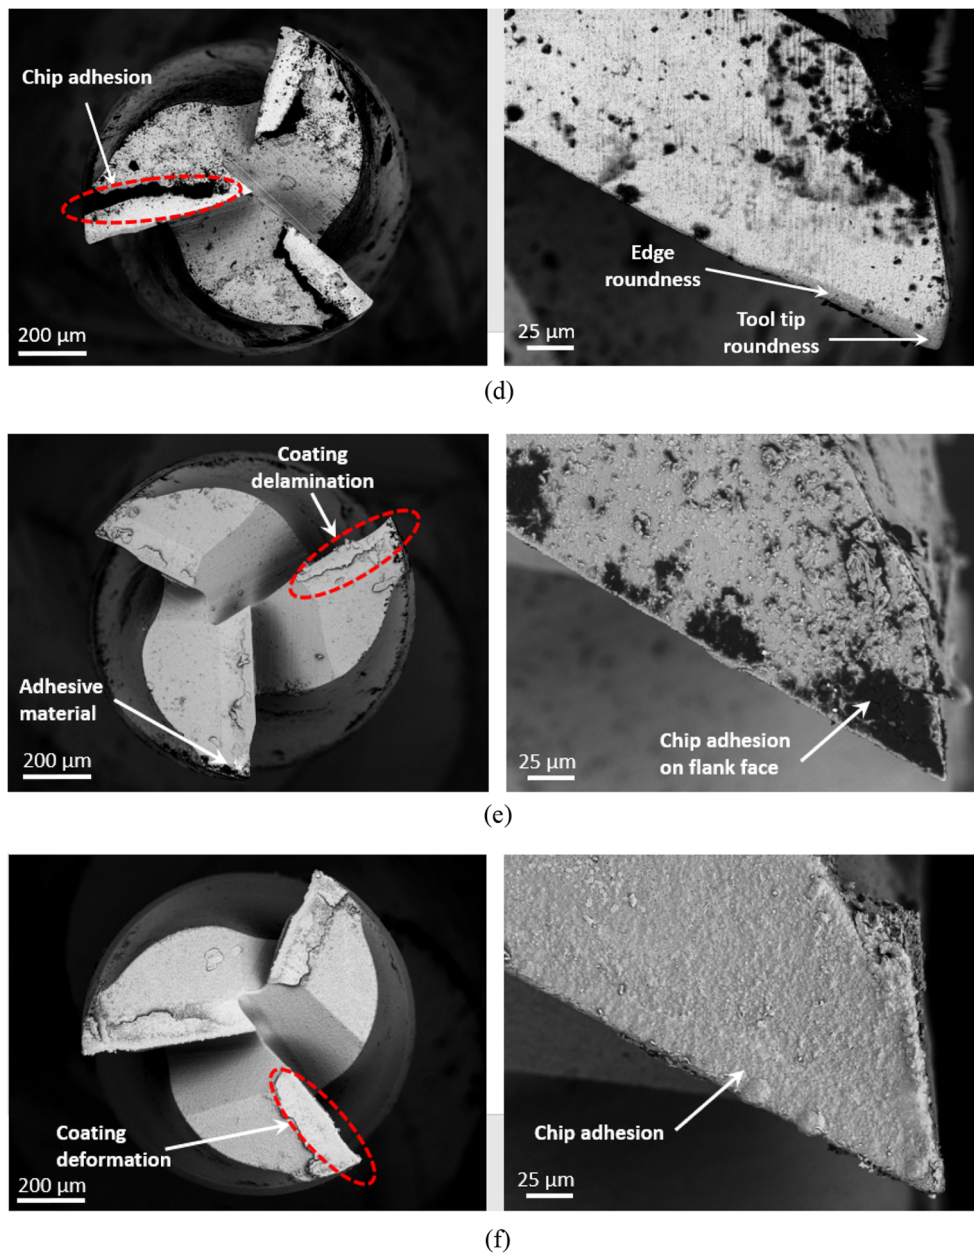 Chip adhesion
200 µm
Edge
roundness
Tool tip
roundness
25 µm
(d)
Coating
delamination
Adhesive
material
200 µm
Chip adhesion
on flank face
25 µm
(e)
Coating
deformation
200 µm
Chip adhesion
25 µm
(f)